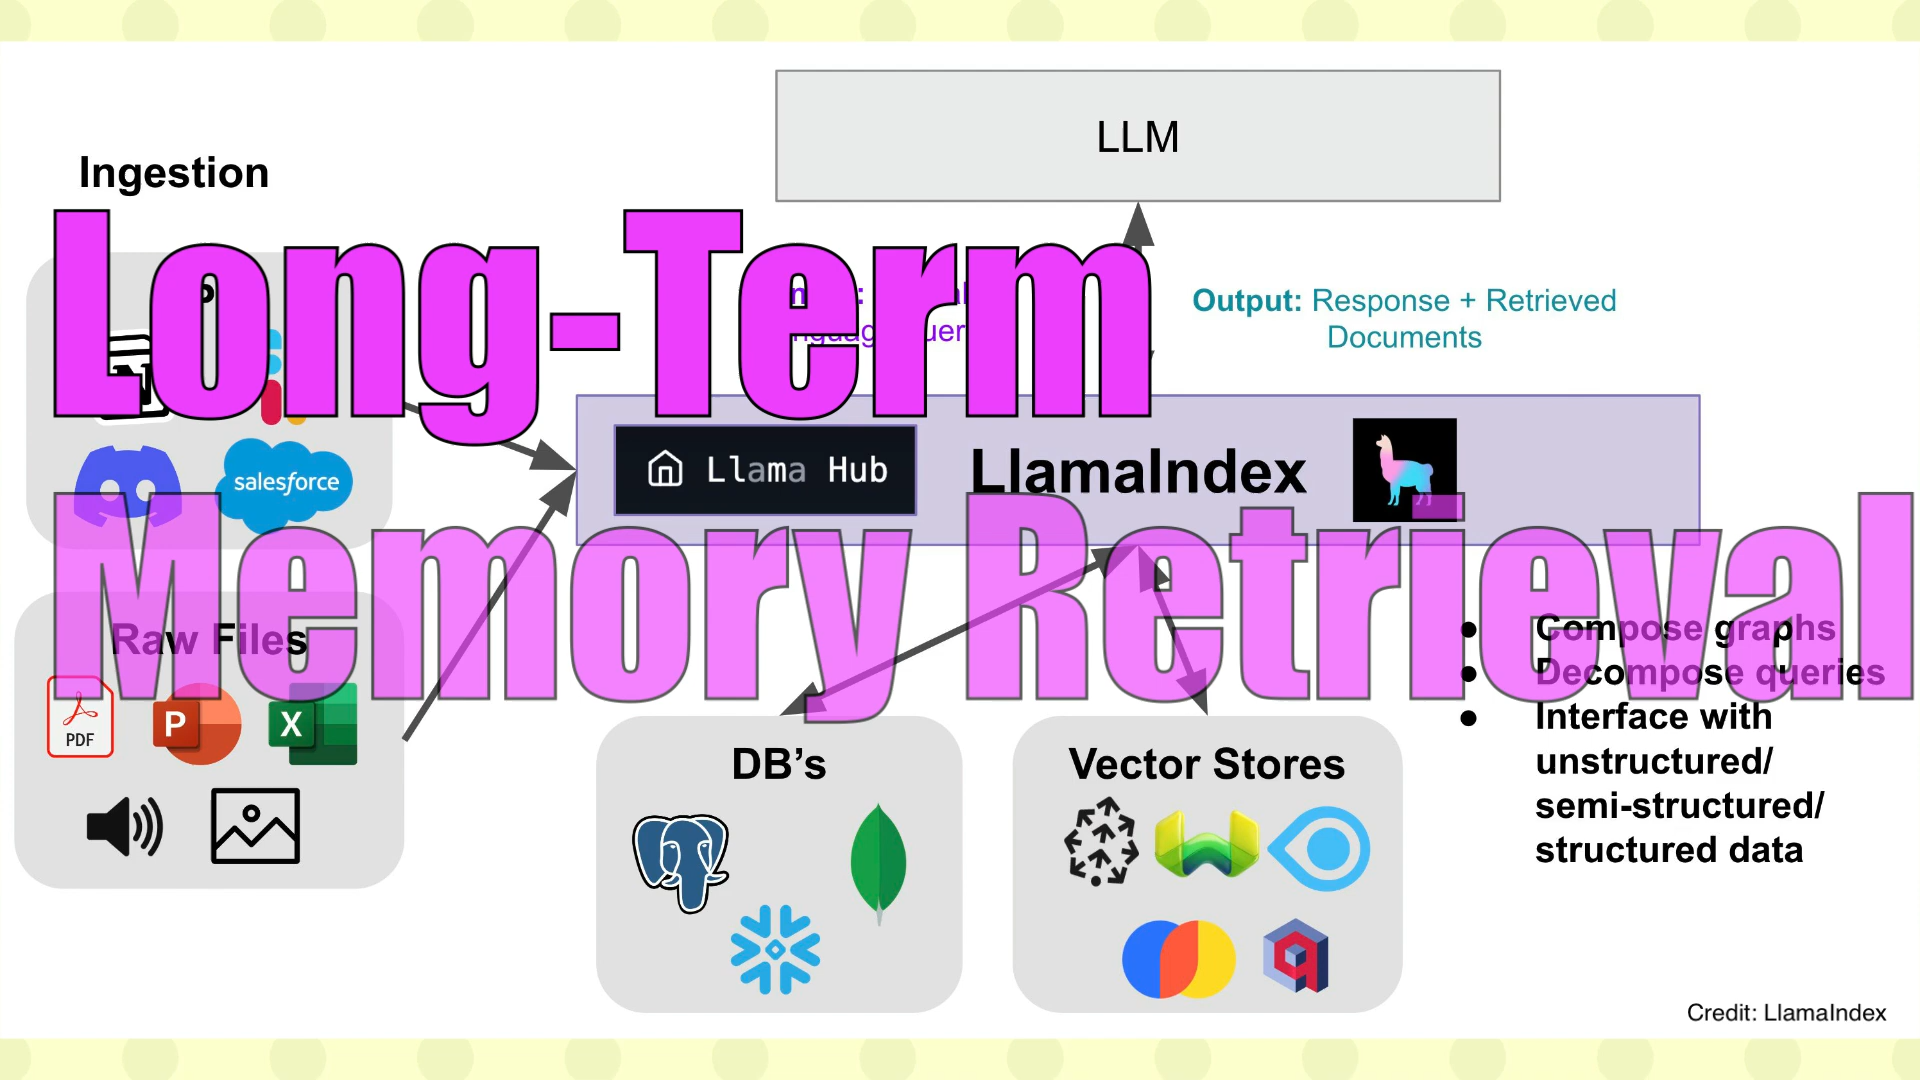 LLM
Ingestion
Long-Term
Output: Response + Retrieved
Documents
salesforce
Llama Hub
LlamaIndex
Memory Retrieval
Raw Files
PDF
P
X
Compose graphs
Decompose queries
Interface with
unstructured/
semi-structured/
structured data
DB's
Vector Stores
Credit: LlamaIndex